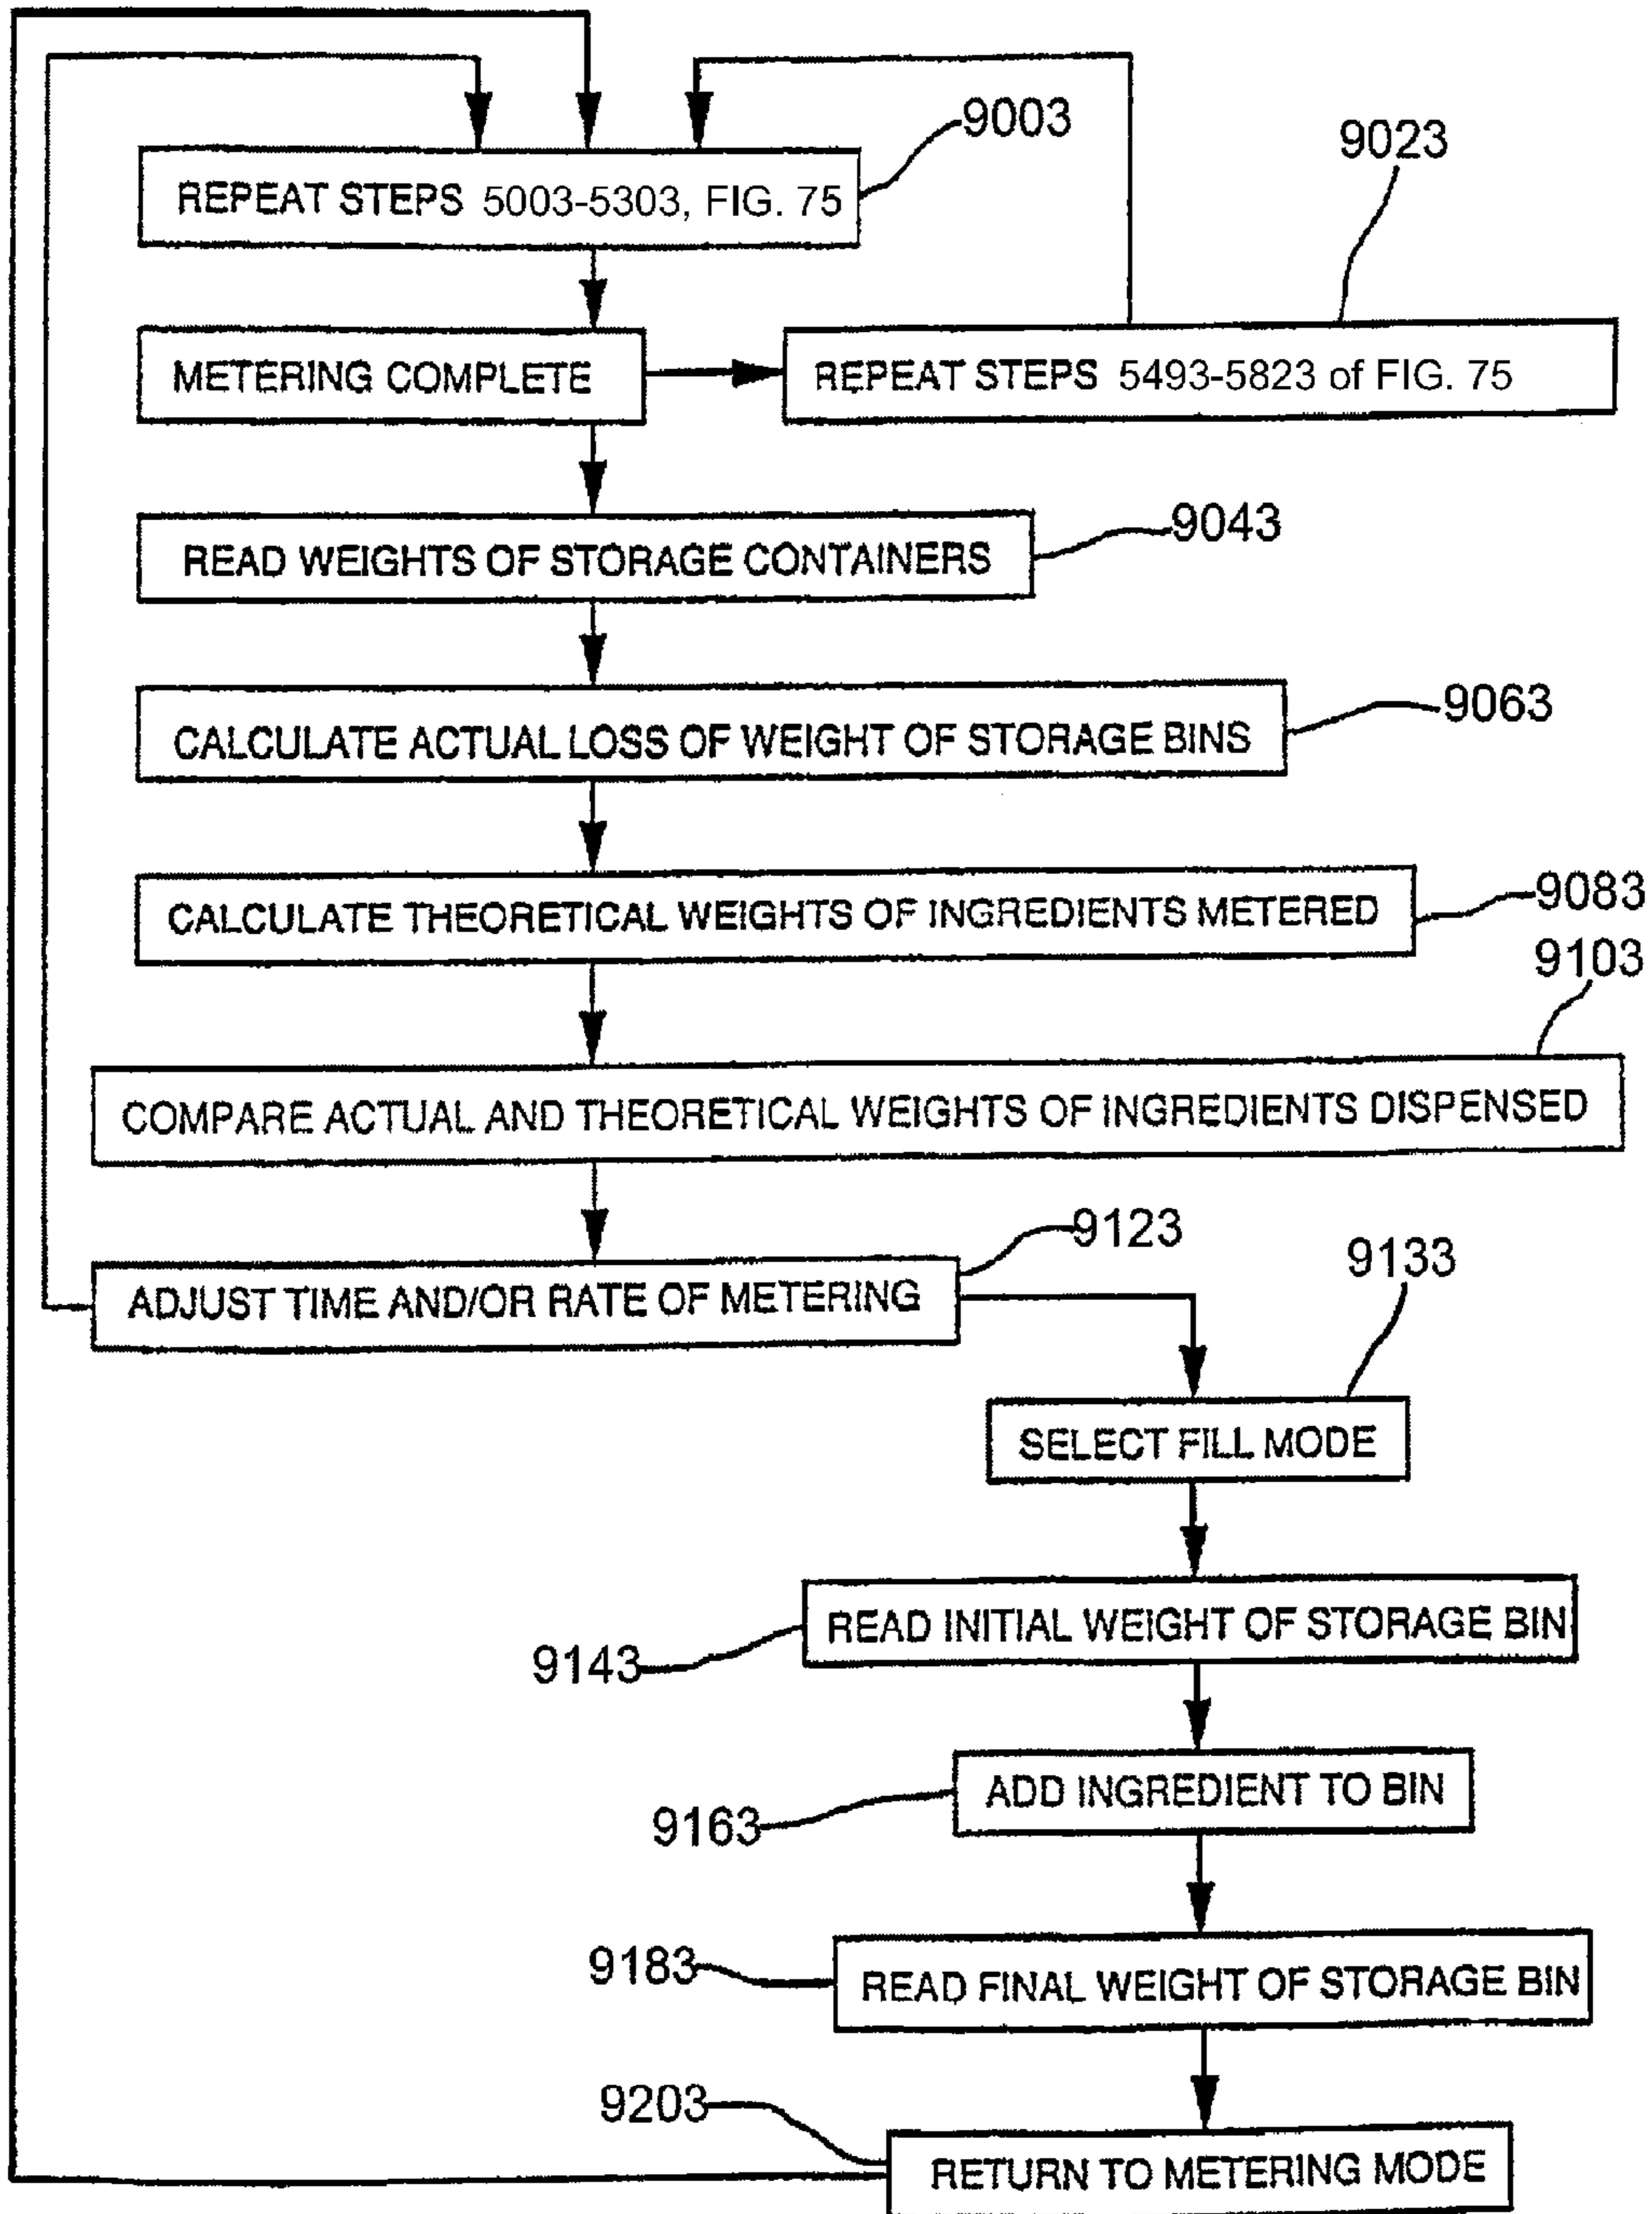 9003
REPEAT STEPS 5003-5303, FIG. 75
9023
METERING COMPLETE
REPEAT STEPS 5493-5823 of FIG. 75
9043
READ WEIGHTS OF STORAGE CONTAINERS
9063
CALCULATE ACTUAL LOSS OF WEIGHT OF STORAGE BINS
9083
CALCULATE THEORETICAL WEIGHTS OF INGREDIENTS METERED
9103
COMPARE ACTUAL AND THEORETICAL WEIGHTS OF INGREDIENTS DISPENSED
9123
ADJUST TIME AND/OR RATE OF METERING
9133
SELECT FILL MODE
READ INITIAL WEIGHT OF STORAGE BIN
9143
ADD INGREDIENT TO BIN
9163
9183
READ FINAL WEIGHT OF STORAGE BIN
9203
RETURN TO METERING MODE